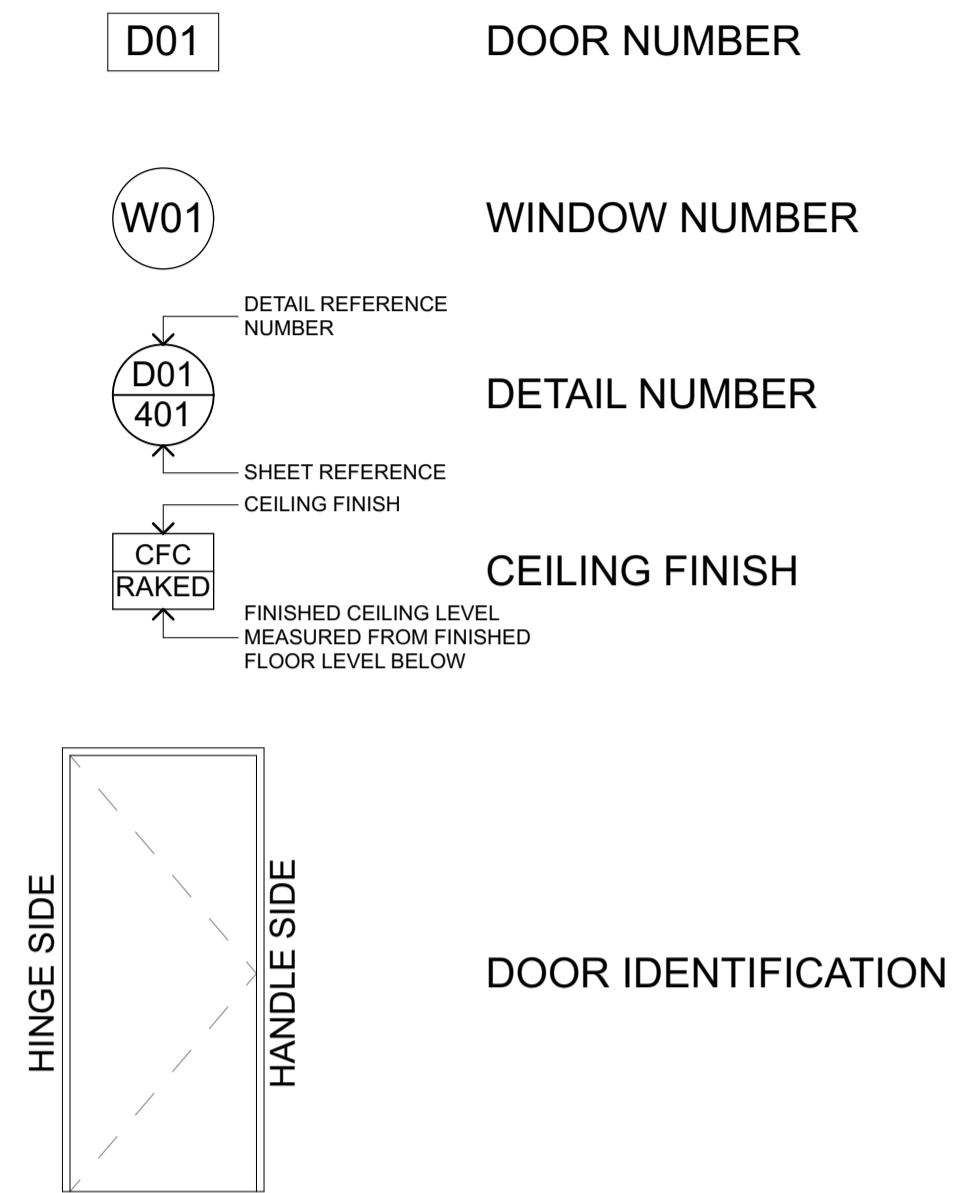 D01
DOOR NUMBER
W01
WINDOW NUMBER
DETAIL REFERENCE
NUMBER
D01
401
DETAIL NUMBER
SHEET REFERENCE
CEILING FINISH
CFC
RAKED
CEILING FINISH
FINISHED CEILING LEVEL
MEASURED FROM FINISHED
FLOOR LEVEL BELOW
HINGE SIDE
HANDLE SIDE
DOOR IDENTIFICATION